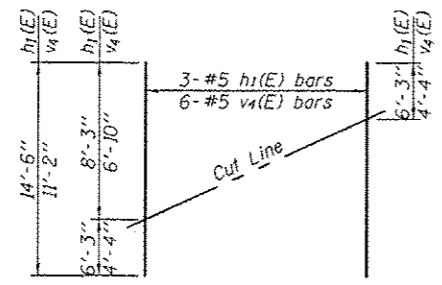 h1(E)
v4(E)
h1(E)
v4(E)
h1(E)
v4(E)
3-#5 h1(E) bars
6-#5 v4(E) bars
6'-3"
4'-4"
8'-3"
6'-10"
Cut Line
14'-6"
11'-2"
6'-3"
4'-4"